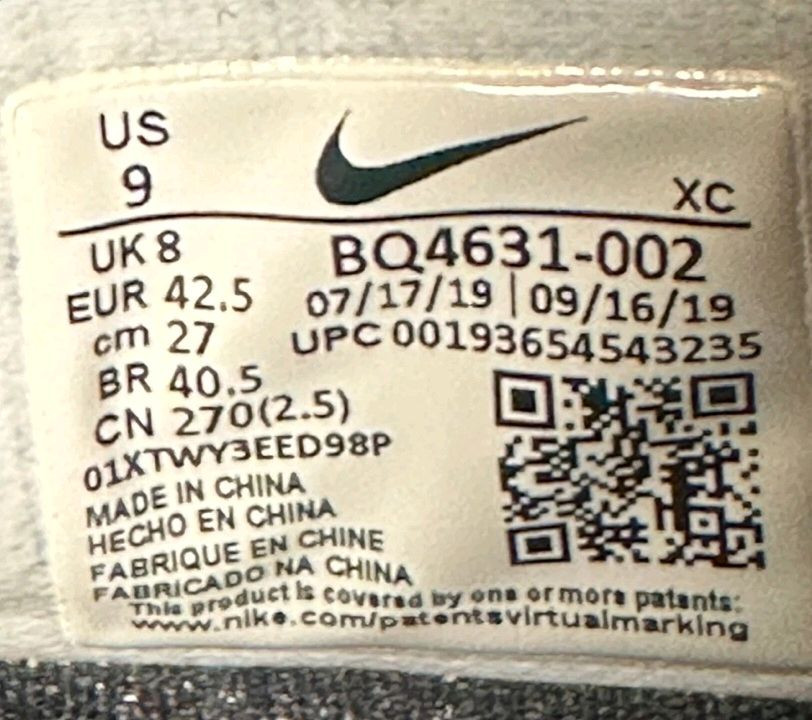 US
9
XC
UK 8
EUR 42.5
cm 27
BR 40.5
CN 270(2.5)
BQ4631-002
07/17/19 | 09/16/19
UPC 00193654543235
01XTWY3EED98P
MADE IN CHINA
HECHO EN CHINA
FABRIQUE EN CHINE
FABRICADO NA CHINA
This product is covered by one or more patents:
www.nike.com/patentsvirtualmarking